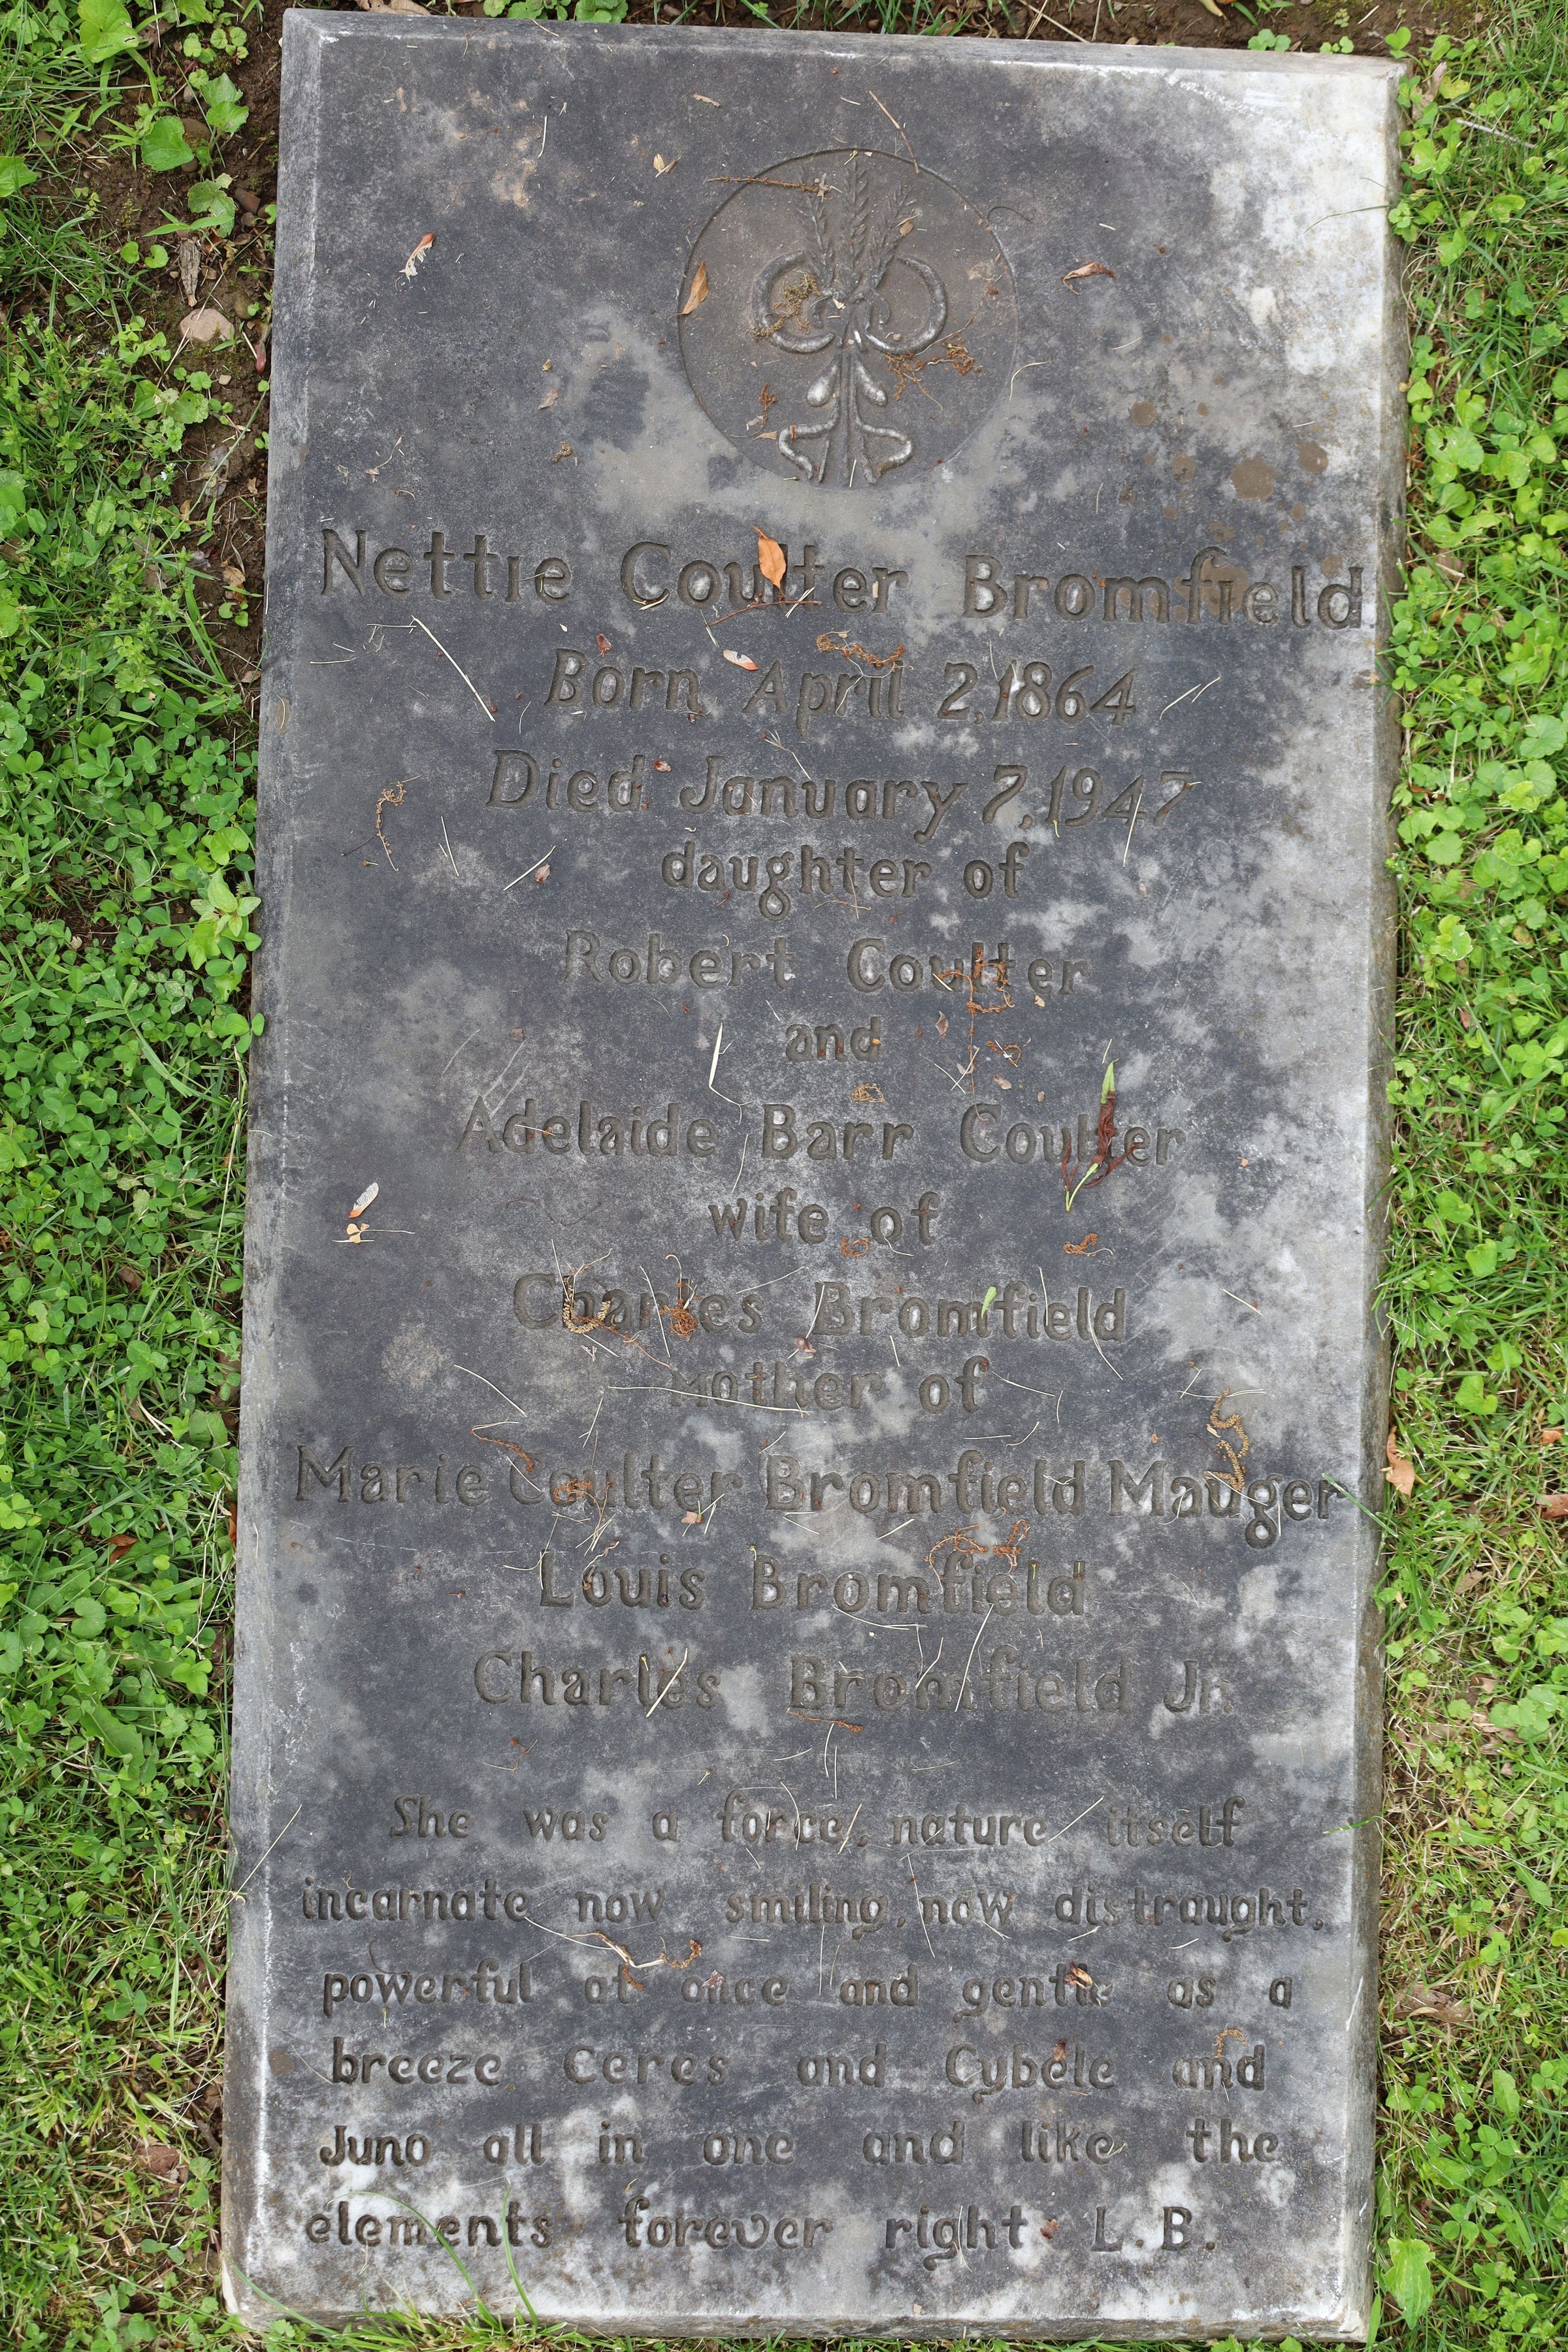 Nettie Coulter Bromfield
Born April 2, 1864
Died January 7, 1947
daughter of
Robert Coulter
and
Adelaide Barr Coulter
wife of
Charles Bromfield
mother of
Marie Coulter Bromfield Mauger
Louis Bromfield
Charles Bromfield Jr.
She was a force, nature itself
incarnate now smiling, now distraught,
powerful at once and gentle as a
breeze Ceres and Cybele and
Juno all in one and like the
elements forever right L.B.